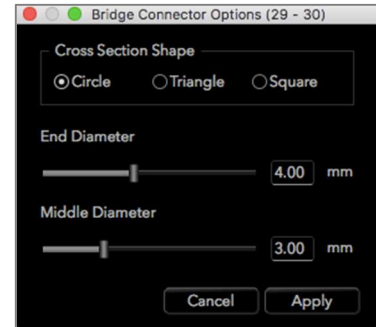 Bridge Connector Options (29 - 30)
Cross Section Shape
Circle Triangle Square
End Diameter
4.00 mm
Middle Diameter
3.00 mm
Cancel Apply